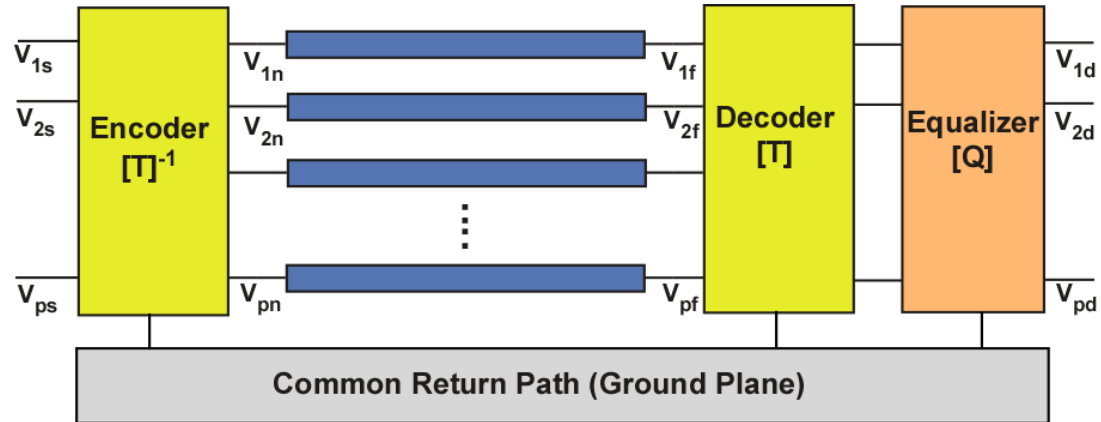 V1s
V1n
V1f
V1d
V2s
V2n
V2f
V2d
Encoder
[T]-1
Decoder
[T]
Equalizer
[Q]
Vps
Vpn
Vpf
Vpd
Common Return Path (Ground Plane)